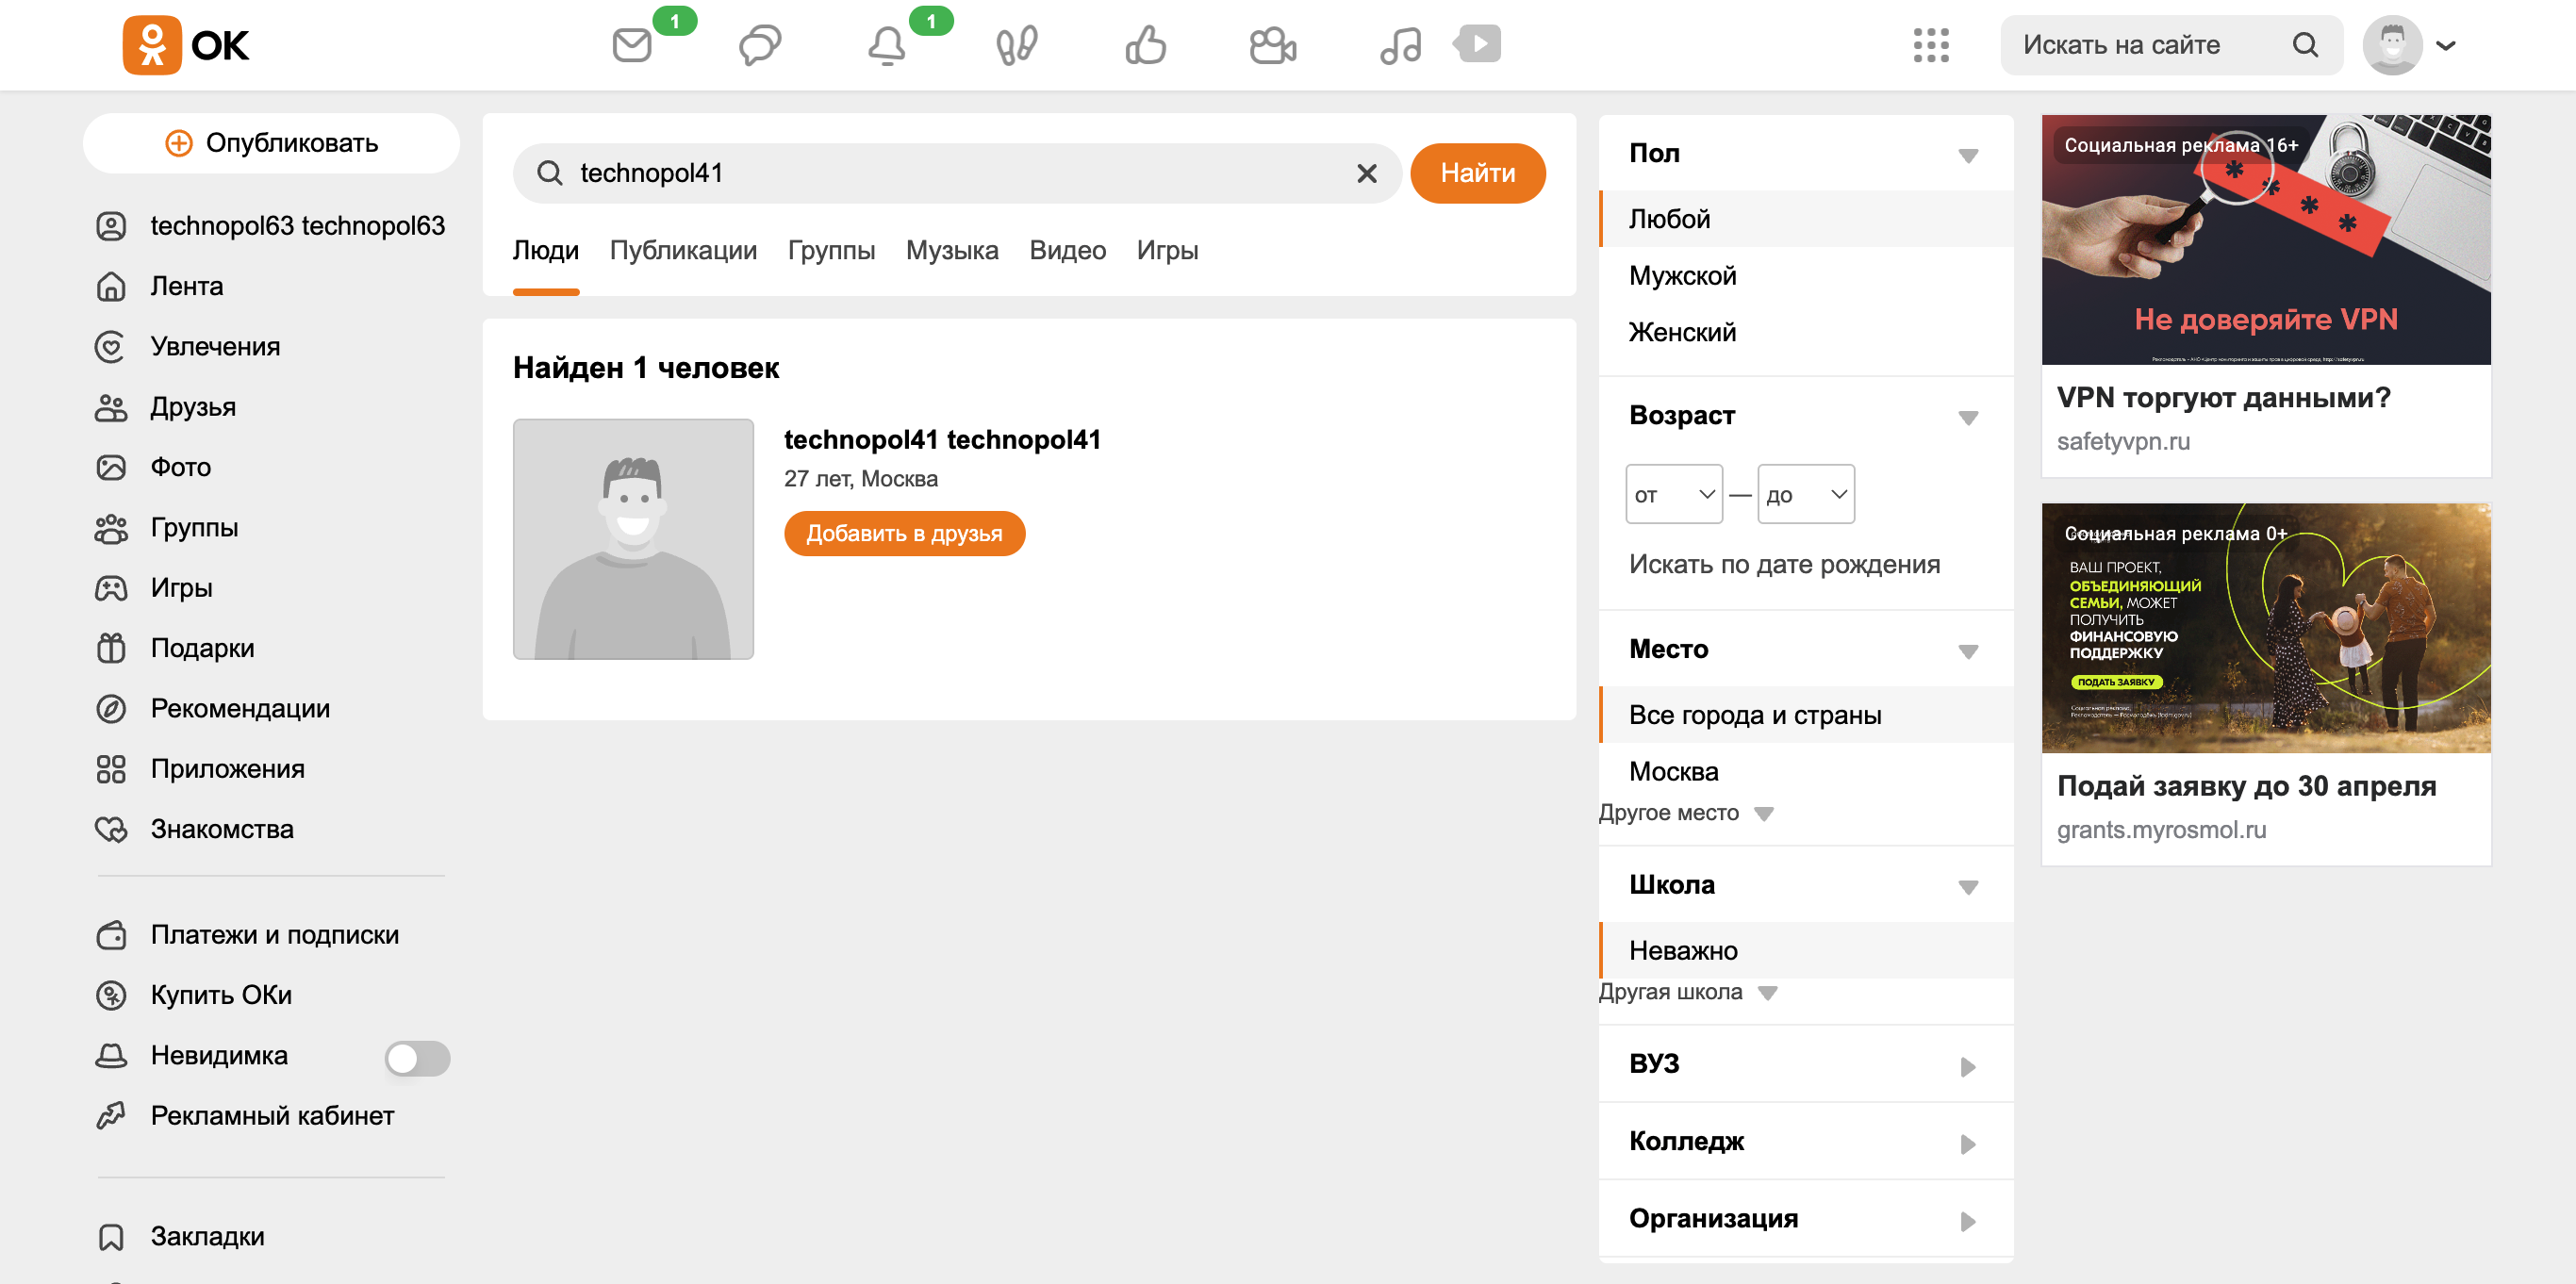 OK
1
1
Искать на сайте
Опубликовать
technopol63 technopol63
Лента
Увлечения
Друзья
Фото
Группы
Игры
Подарки
Рекомендации
Приложения
Знакомства
Платежи и подписки
Купить ОКи
Невидимка
Рекламный кабинет
Закладки
technopol41
Найти
Люди
Публикации
Группы
Музыка
Видео
Игры
Найден 1 человек
technopol41 technopol41
27 лет, Москва
Добавить в друзья
Пол
Любой
Мужской
Женский
Возраст
от — до
Искать по дате рождения
Место
Все города и страны
Москва
Другое место
Школа
Неважно
Другая школа
ВУЗ
Колледж
Организация
Социальная реклама 16+
* * * *
Не доверяйте VPN
VPN торгуют данными?
safetyvpn.ru
Социальная реклама 0+
ВАШ ПРОЕКТ,
ОБЪЕДИНЯЮЩИЙ
СЕМЬИ, МОЖЕТ
ПОЛУЧИТЬ
ФИНАНСОВУЮ
ПОДДЕРЖКУ
ПОДАТЬ ЗАЯВКУ
Подай заявку до 30 апреля
grants.myrosmol.ru